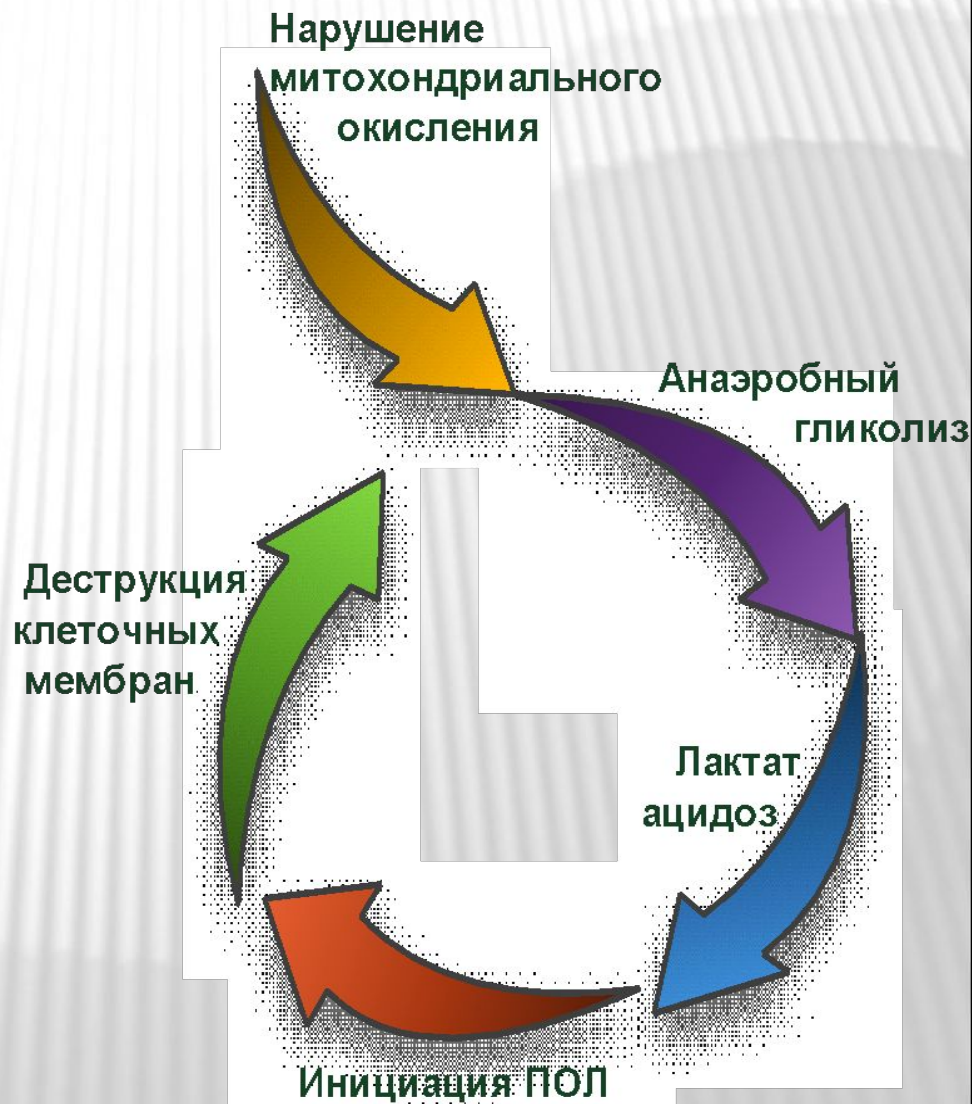 Нарушение
митохондриального
окисления
Анаэробный
гликолиз
Лактат
ацидоз
Инициация ПОЛ
Деструкция
клеточных
мембран